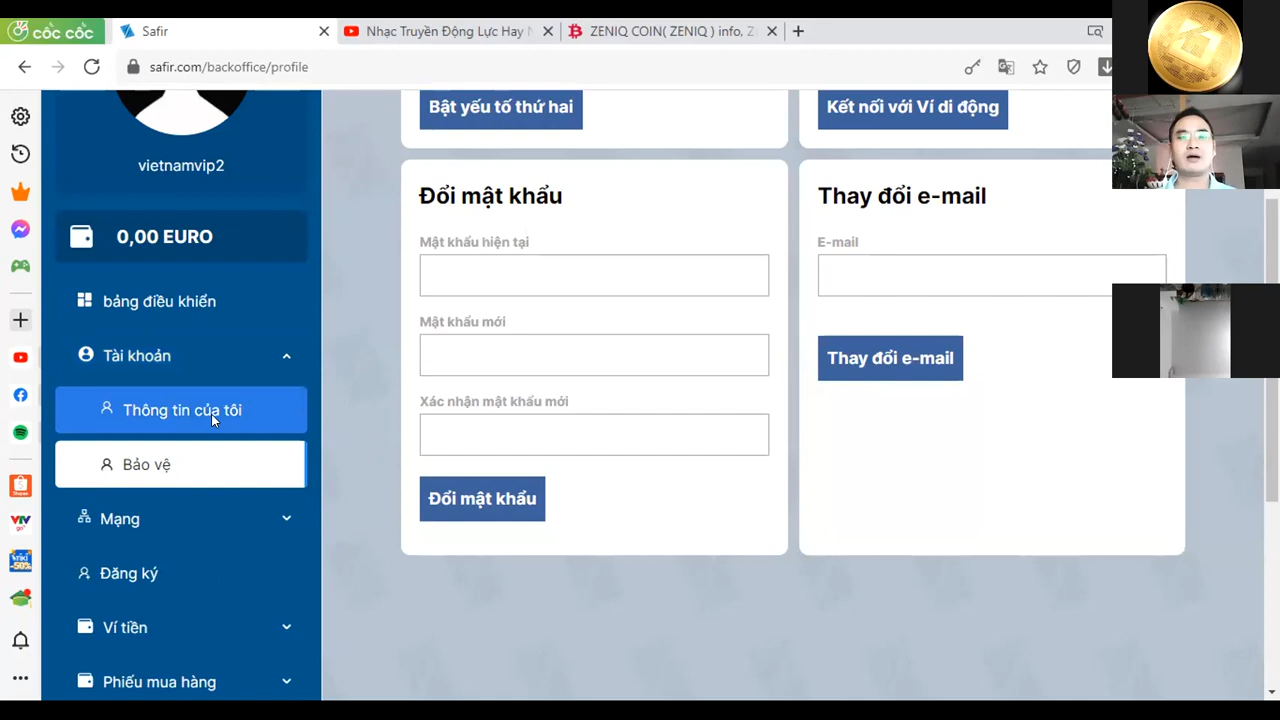 cốc cốc
Safir
Nhạc Truyền Động Lực Hay N
ZENIQ COIN( ZENIQ ) info, Z
safir.com/backoffice/profile
vietnamvip2
0,00 EURO
bảng điều khiển
Tài khoản
Thông tin của tôi
Bảo vệ
Mạng
Đăng ký
Ví tiền
Phiếu mua hàng
Bật yếu tố thứ hai
Kết nối với Ví di động
Đổi mật khẩu
Mật khẩu hiện tại
Mật khẩu mới
Xác nhận mật khẩu mới
Đổi mật khẩu
Thay đổi e-mail
E-mail
Thay đổi e-mail